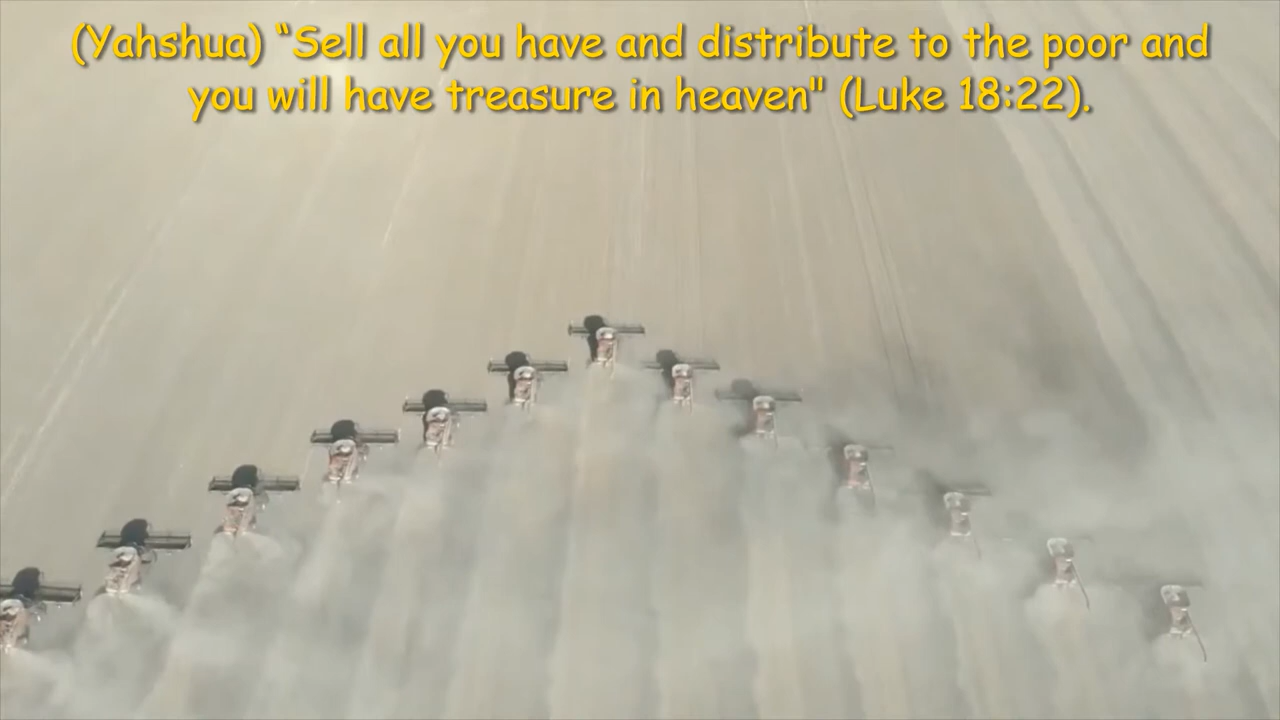 (Yahshua) “Sell all you have and distribute to the poor and
you will have treasure in heaven" (Luke 18:22).